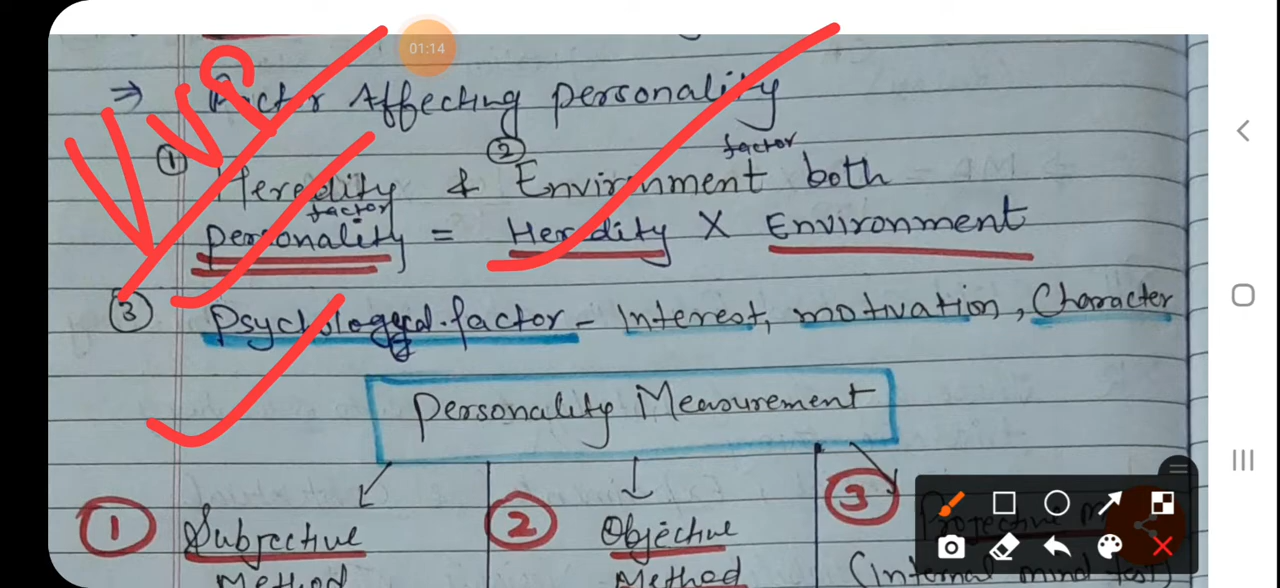 01:14
VVIP
⇒ Factor Affecting personality
① Heredity factor & ② Environment factor both
personality = Heredity X Environment
③ Psychological factor - Interest, motivation, Character
Personality Measurement
① Subjective Method
② Objective Method
③ Projective
(Internal mind test)